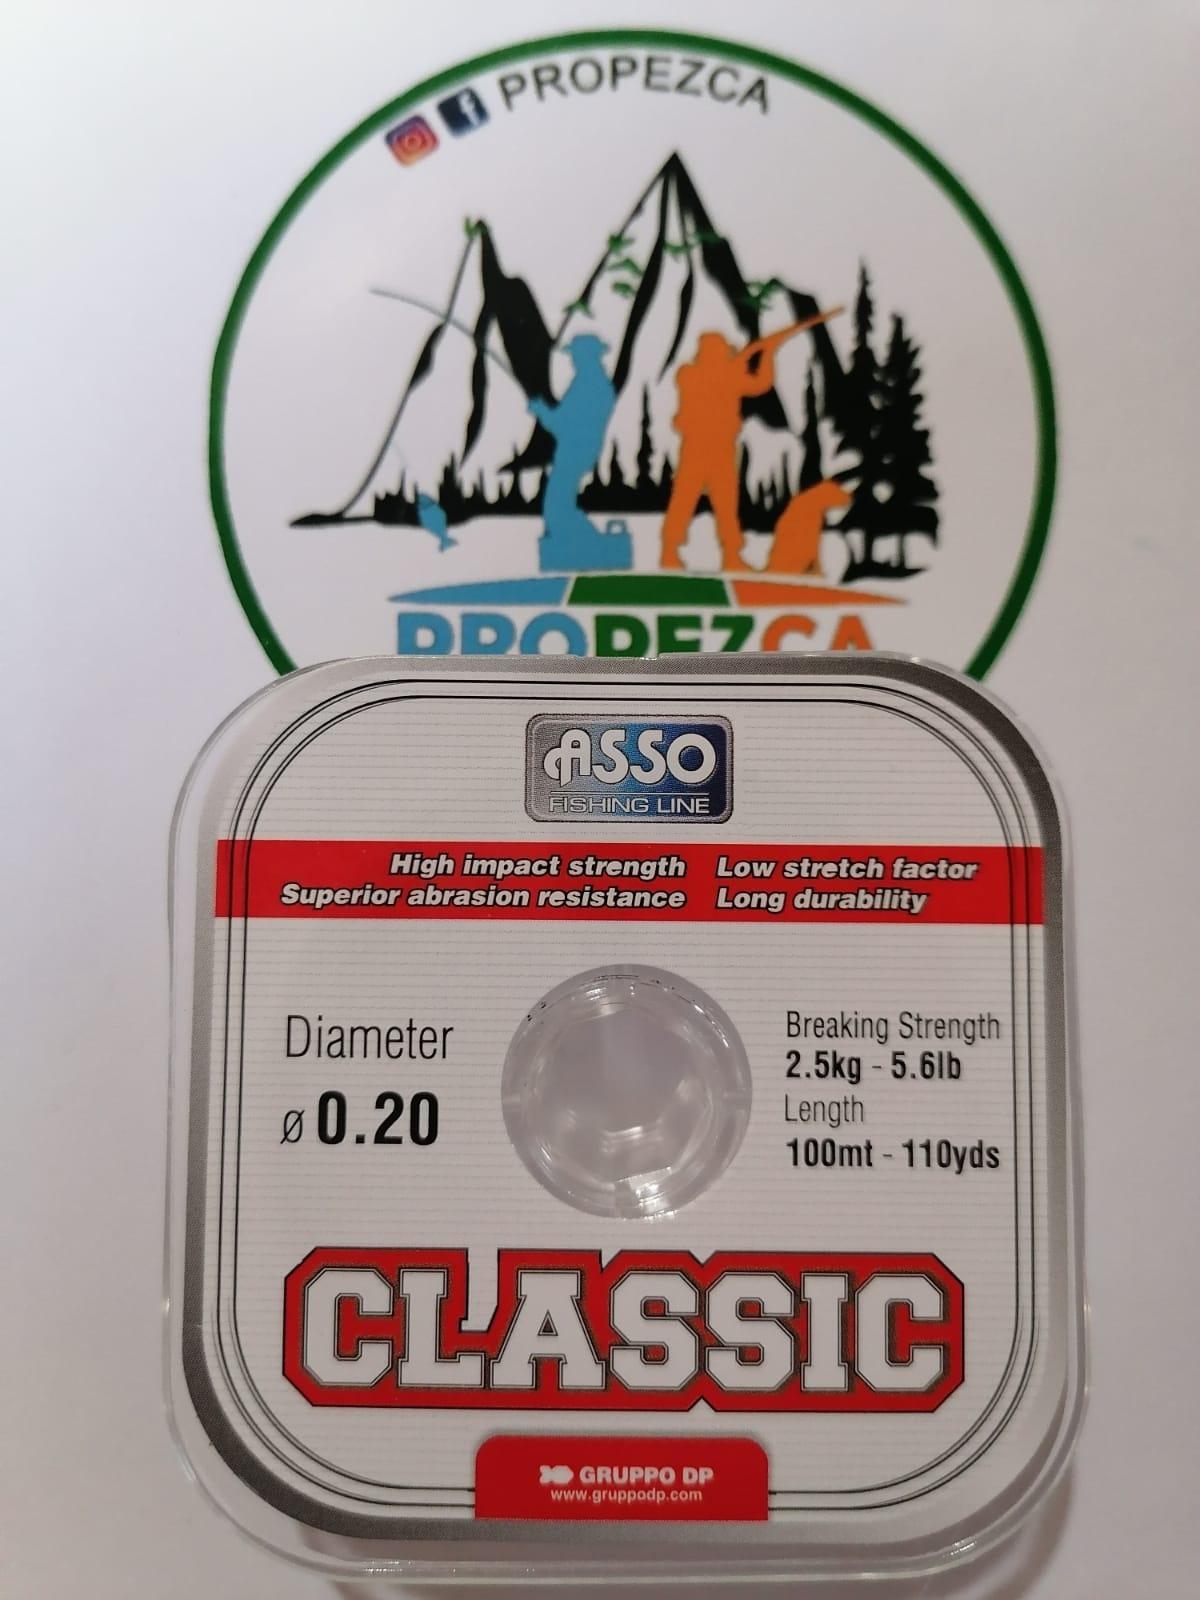 PROPEZCA
PROPEZCA
ASSO
FISHING LINE
High impact strength Low stretch factor
Superior abrasion resistance Long durability
Diameter
ø 0.20
Breaking Strength
2.5kg - 5.6lb
Length
100mt - 110yds
CLASSIC
GRUPPO DP
www.gruppodp.com